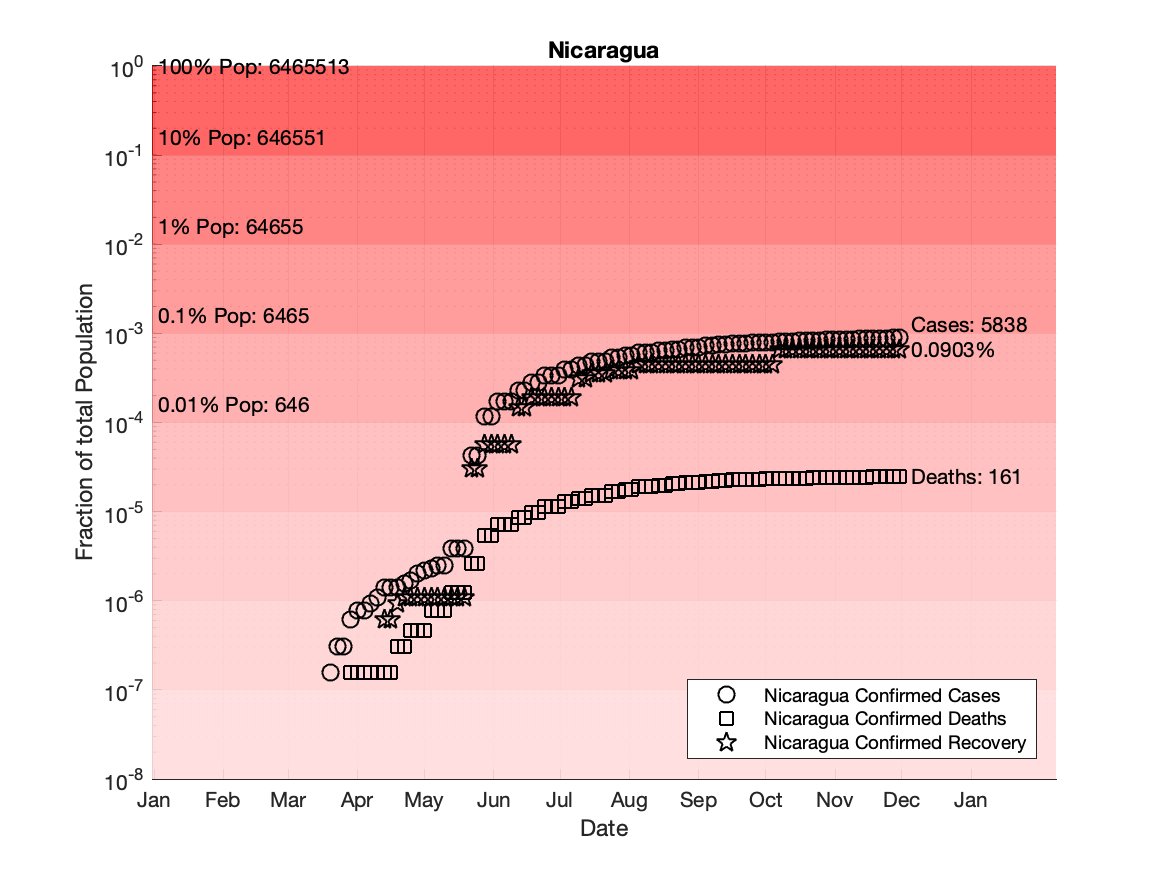 Nicaragua
10^0
100% Pop: 6465513
10% Pop: 646551
10^-1
1% Pop: 64655
10^-2
0.1% Pop: 6465
10^-3
Cases: 5838
0.0903%
0.01% Pop: 646
10^-4
Deaths: 161
10^-5
10^-6
10^-7
10^-8
Fraction of total Population
Nicaragua Confirmed Cases
Nicaragua Confirmed Deaths
Nicaragua Confirmed Recovery
Jan Feb Mar Apr May Jun Jul Aug Sep Oct Nov Dec Jan
Date